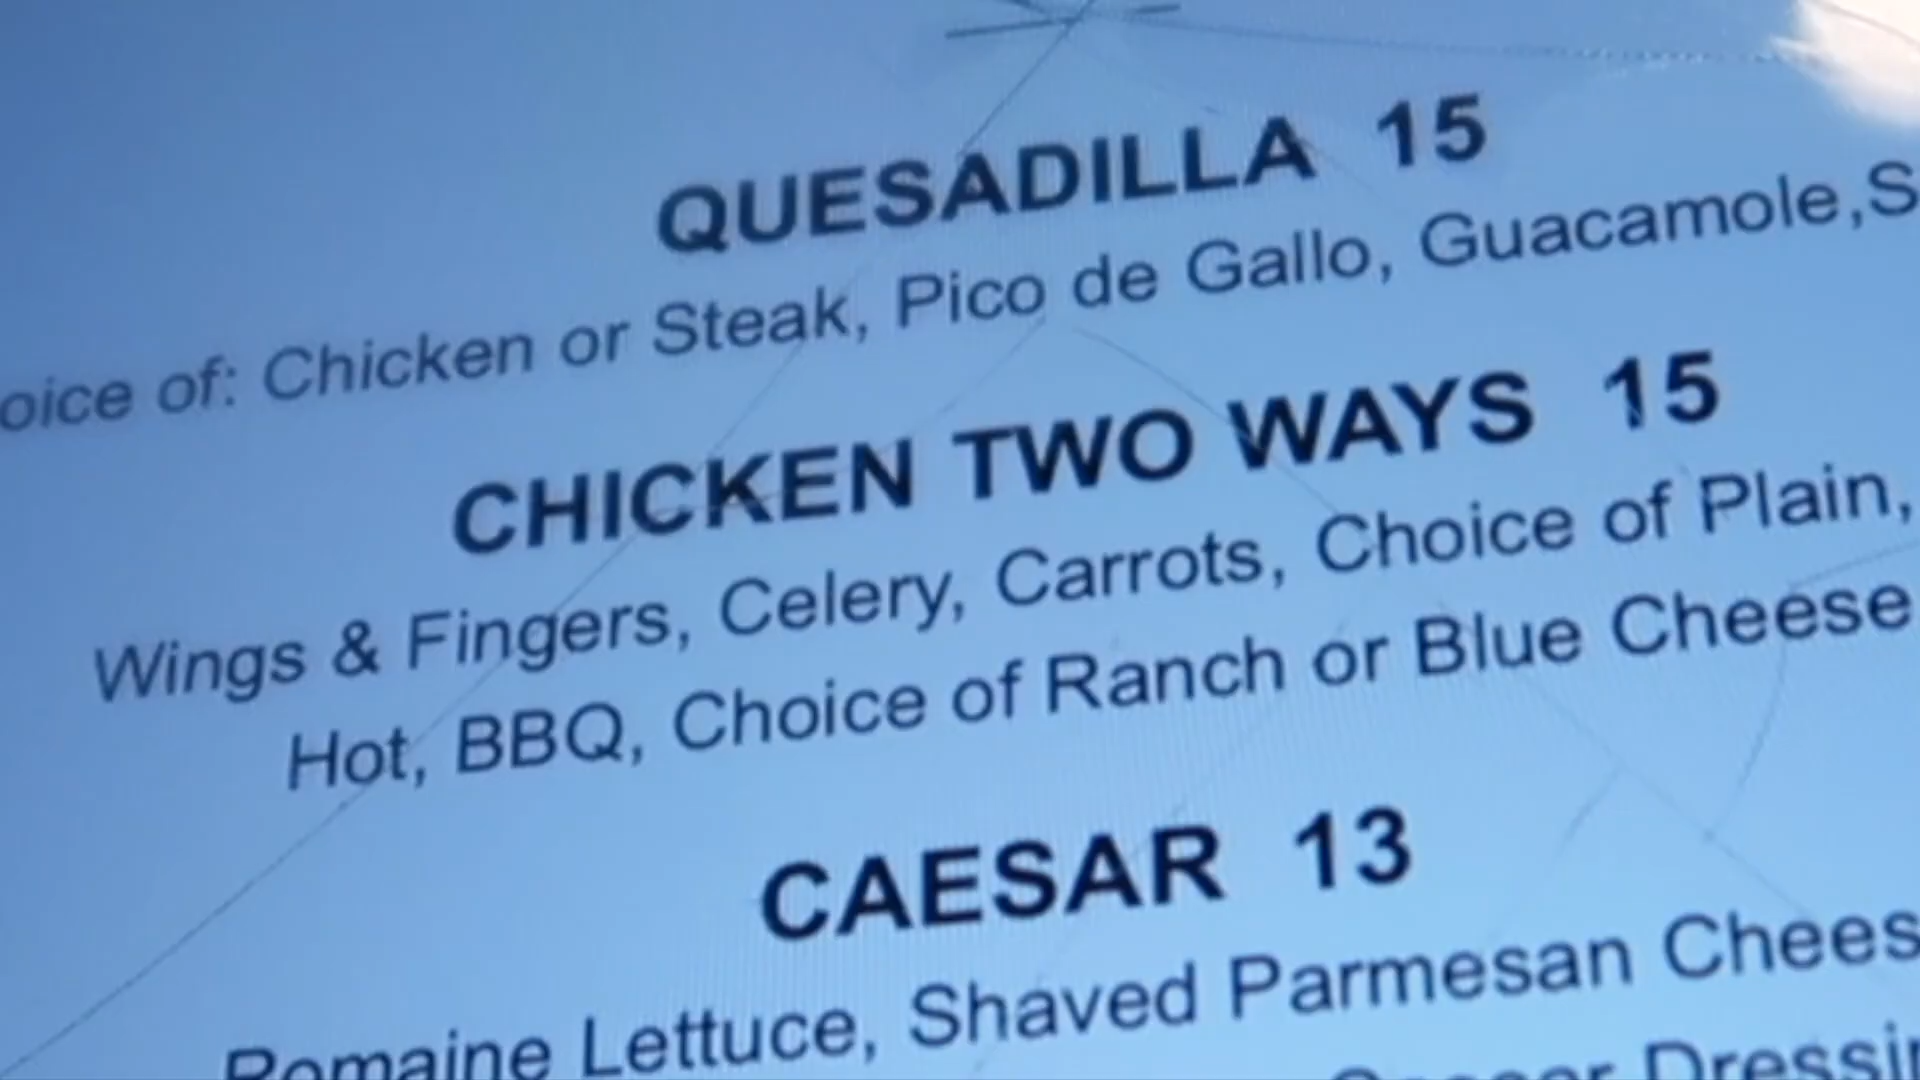 QUESADILLA 15
oice of: Chicken or Steak, Pico de Gallo, Guacamole,S
CHICKEN TWO WAYS 15
Wings & Fingers, Celery, Carrots, Choice of Plain,
Hot, BBQ, Choice of Ranch or Blue Cheese
CAESAR 13
Romaine Lettuce, Shaved Parmesan Chees
Dressin